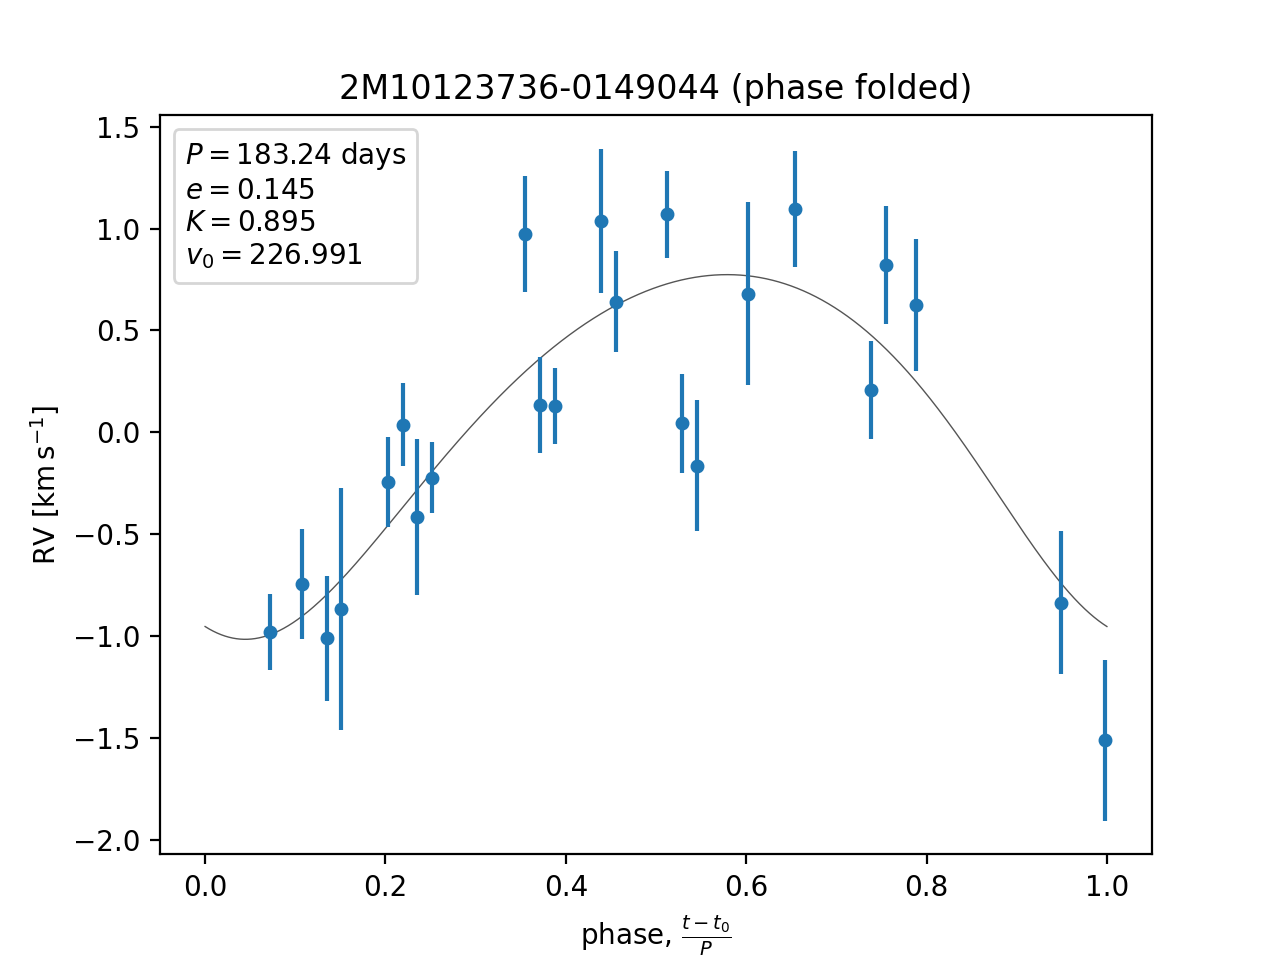 2M10123736-0149044 (phase folded)
P = 183.24 days
e = 0.145
K = 0.895
v₀ = 226.991
1.5
1.0
0.5
0.0
−0.5
−1.0
−1.5
−2.0
RV [km s⁻¹]
0.0 0.2 0.4 0.6 0.8 1.0
phase, (t − t₀)/P